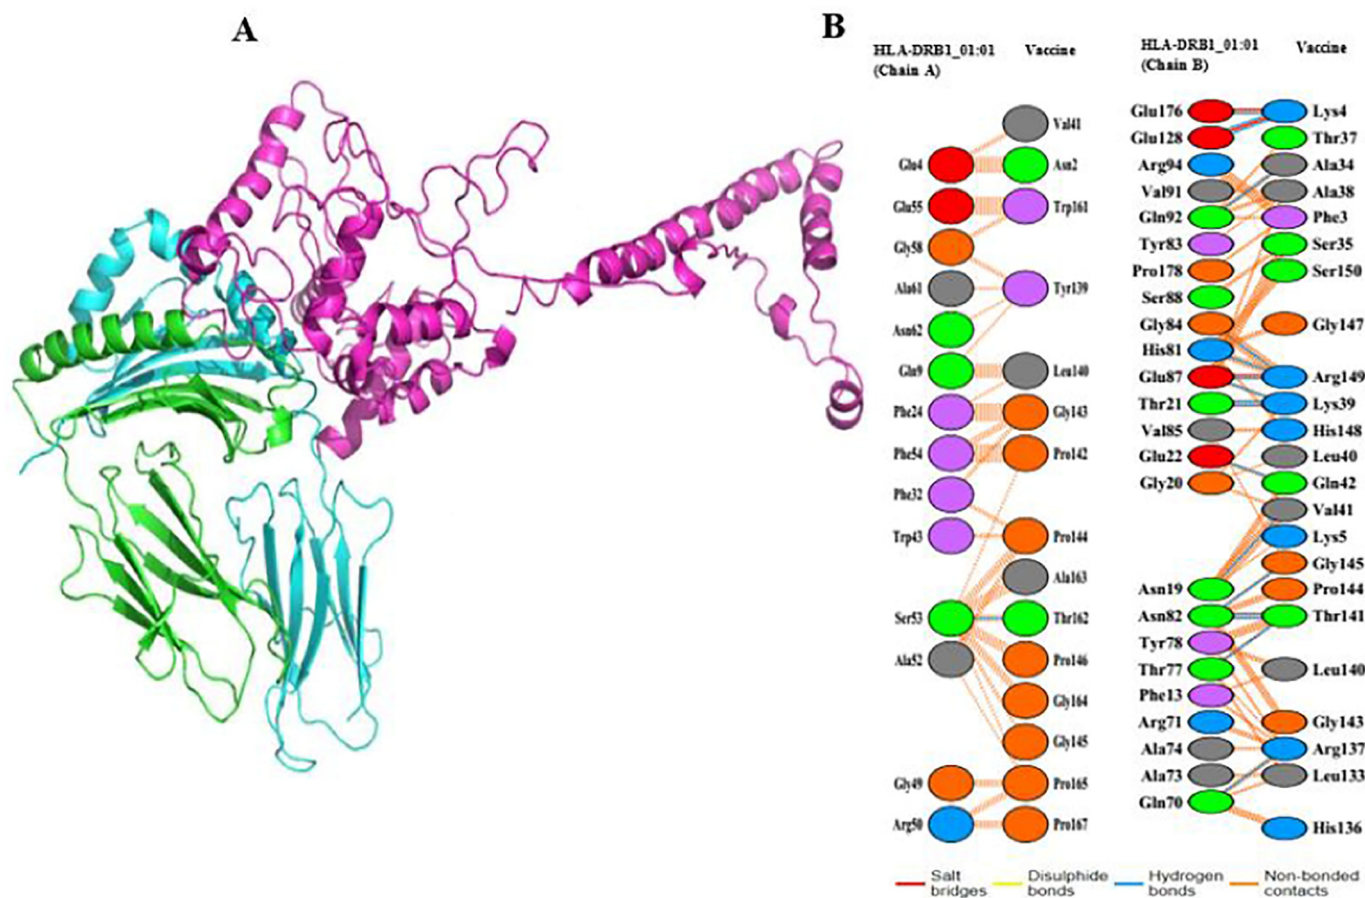 A
B
HLA-DRB1_01:01
(Chain A)
Vaccine
HLA-DRB1_01:01
(Chain B)
Vaccine
Glu4
Glu55
Gly58
Ala61
Asn62
Gln9
Phe24
Phe54
Phe32
Trp43
Ser53
Ala52
Gly49
Arg50
Val41
Asn2
Trp161
Tyr139
Leu140
Gly143
Pro142
Pro144
Ala163
Thr162
Pro146
Gly164
Gly145
Pro165
Pro167
Glu176
Glu128
Arg94
Val91
Gln92
Tyr83
Pro178
Ser88
Gly84
His81
Glu87
Thr21
Val85
Glu22
Gly20
Asn19
Asn82
Tyr78
Thr77
Phe13
Arg71
Ala74
Ala73
Gln70
Lys4
Thr37
Ala34
Ala38
Phe3
Ser35
Ser150
Gly147
Arg149
Lys39
His148
Leu40
Gln42
Val41
Lys5
Gly145
Pro144
Thr141
Leu140
Gly143
Arg137
Leu133
His136
Salt
bridges
Disulphide
bonds
Hydrogen
bonds
Non-bonded
contacts